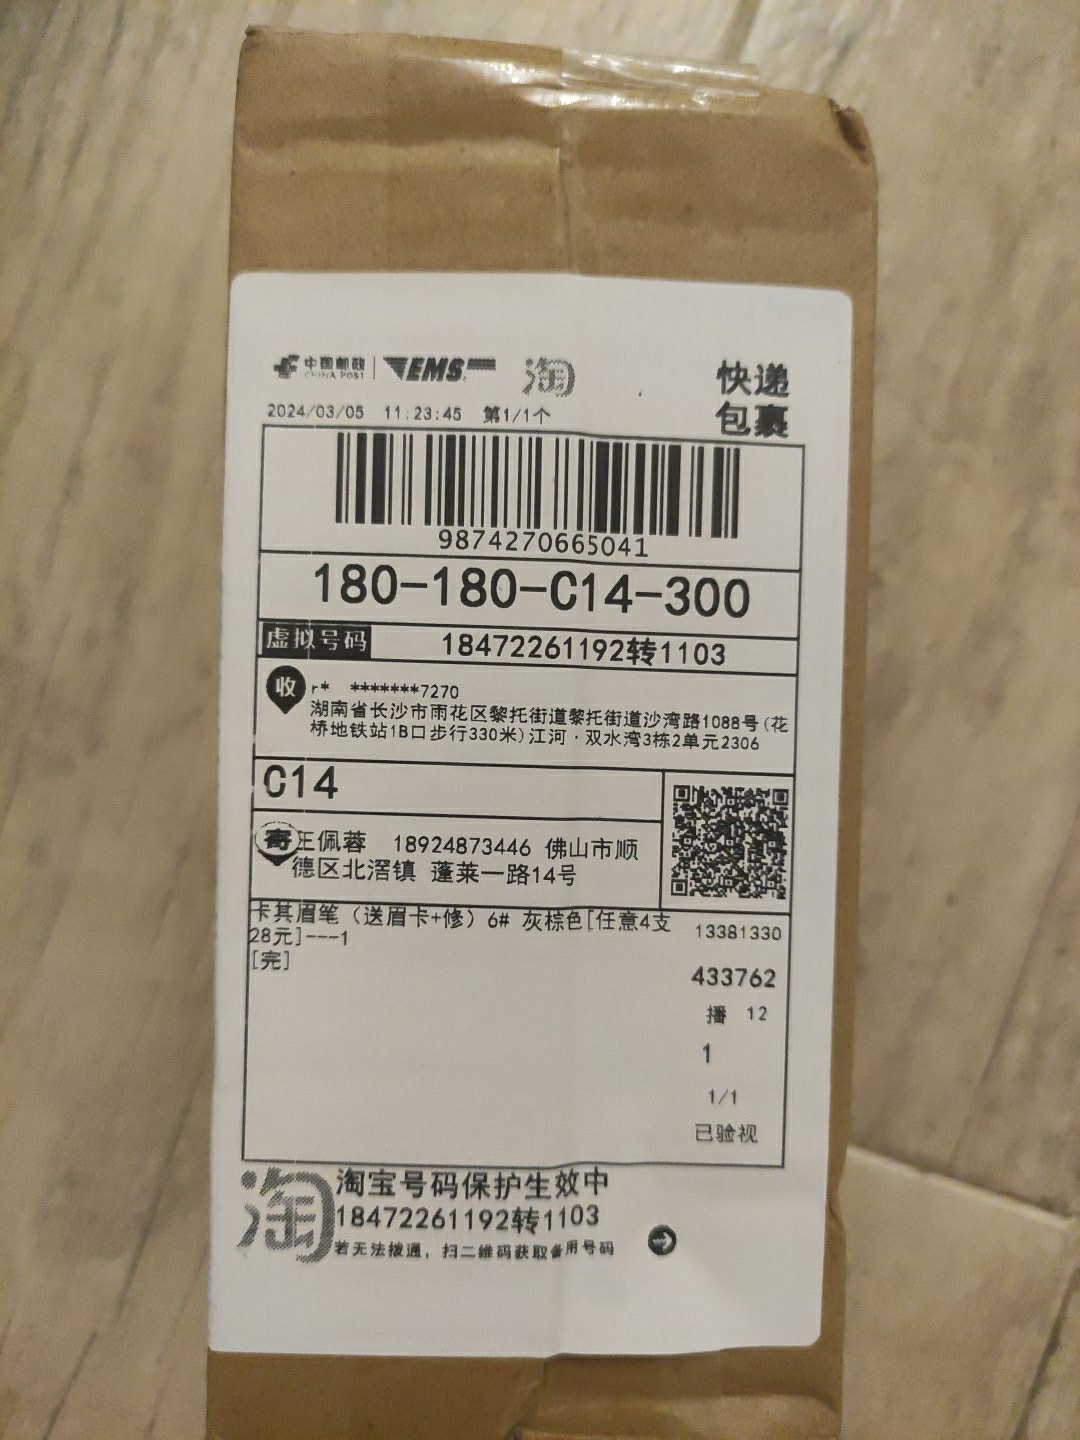 中国邮政 EMS 淘 快递
CHINA POST 包裹
2024/03/05 11:23:45 第1/1个
9874270665041
180-180-C14-300
虚拟号码 18472261192转1103
收 r* *******7270
湖南省长沙市雨花区黎托街道黎托街道沙湾路1088号(花
桥地铁站1B口步行330米)江河·双水湾3栋2单元2306
C14
寄 王佩蓉 18924873446 佛山市顺
德区北滘镇 蓬莱一路14号
卡其眉笔（送眉卡+修）6# 灰棕色[任意4支 13381330
28元]---1
[完]
433762
播 12
1
1/1
已验视
淘 淘宝号码保护生效中
18472261192转1103
若无法拨通，扫二维码获取备用号码